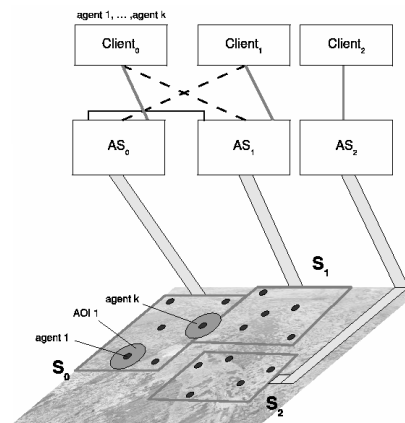 agent 1, ... ,agent k
Client0 Client1 Client2
AS0 AS1 AS2
S1
agent k
AOI 1
agent 1
S0
S2